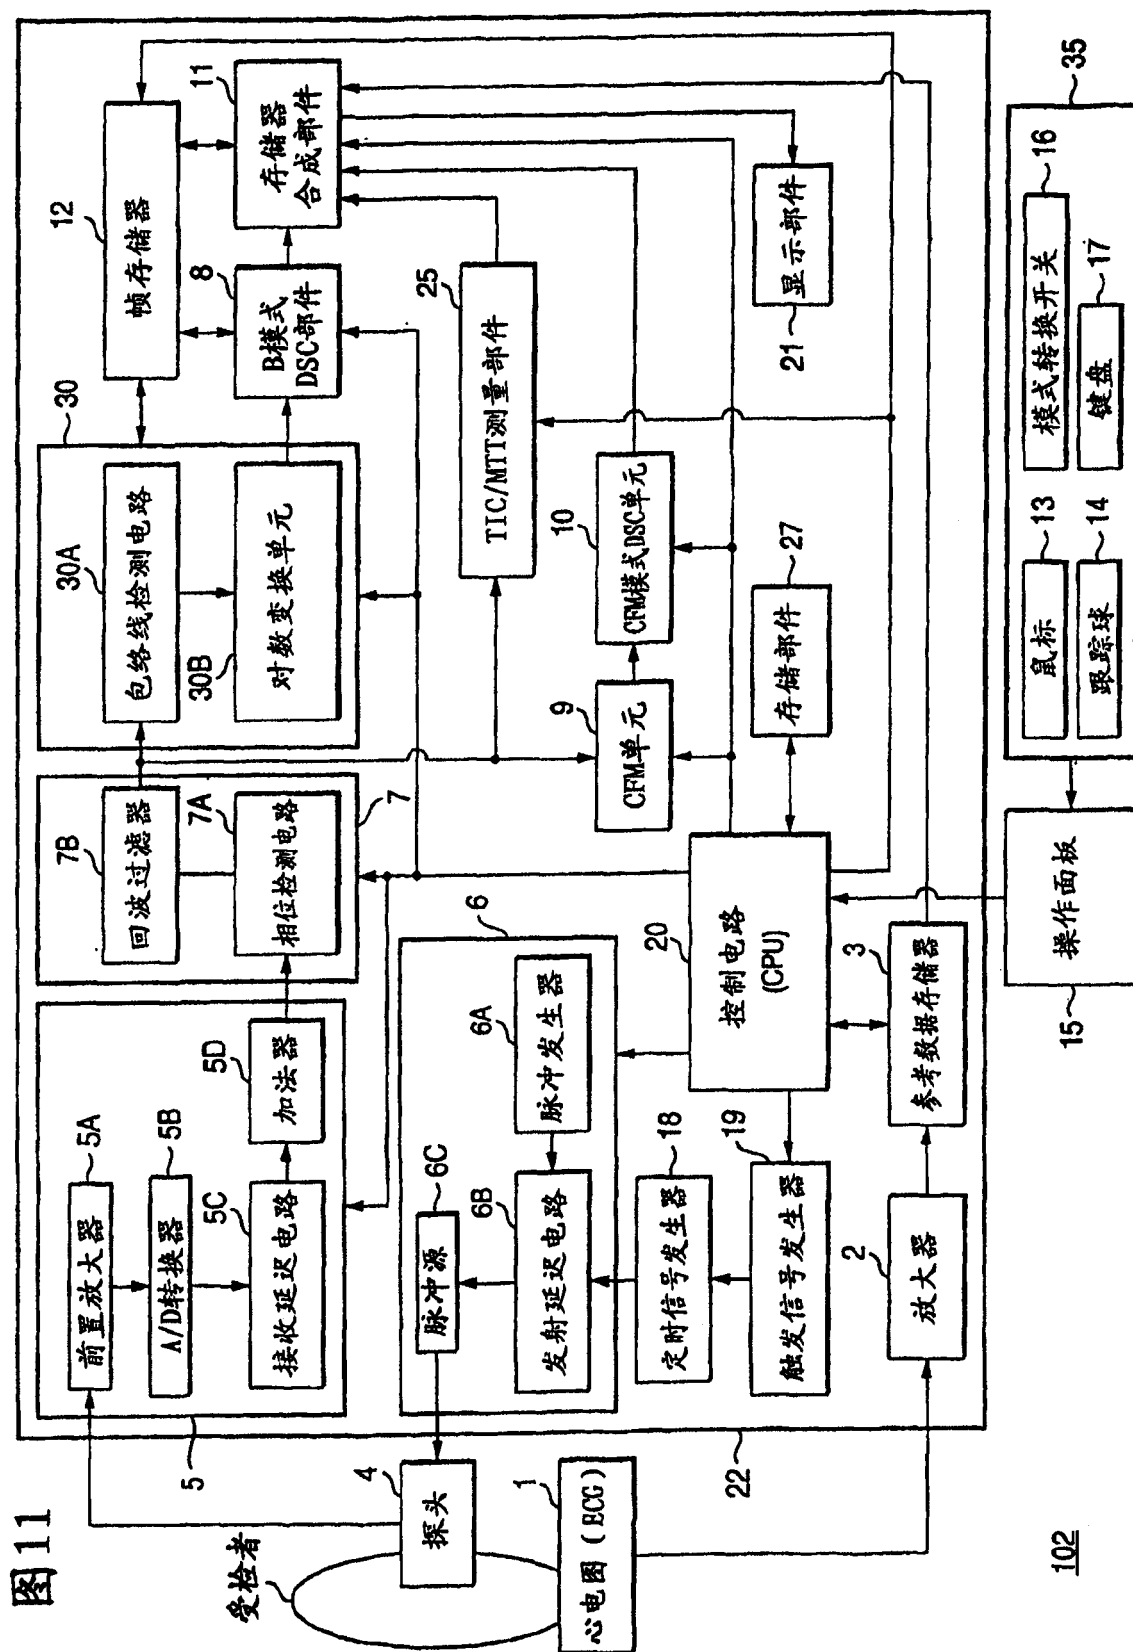 图11
受检者
探头
4
心电图（ECG）
1
5
前置放大器
5A
A/D转换器
5B
接收延迟电路
5C
加法器
5D
7B
回波过滤器
7A
相位检测电路
7
30
30A
包络线检测电路
30B
对数变换单元
12
帧存储器
8
B模式
DSC部件
11
存储器
合成部件
25
TIC/MTT测量部件
6
脉冲源
6C
发射延迟电路
6B
脉冲发生器
6A
9
CFM单元
10
CFM模式DSC单元
显示部件
21
定时信号发生器
18
触发信号发生器
19
20
控制电路
(CPU)
存储部件
27
2
放大器
3
参考数据存储器
22
操作面板
15
鼠标
13
跟踪球
14
模式转换开关
16
键盘
17
35
102